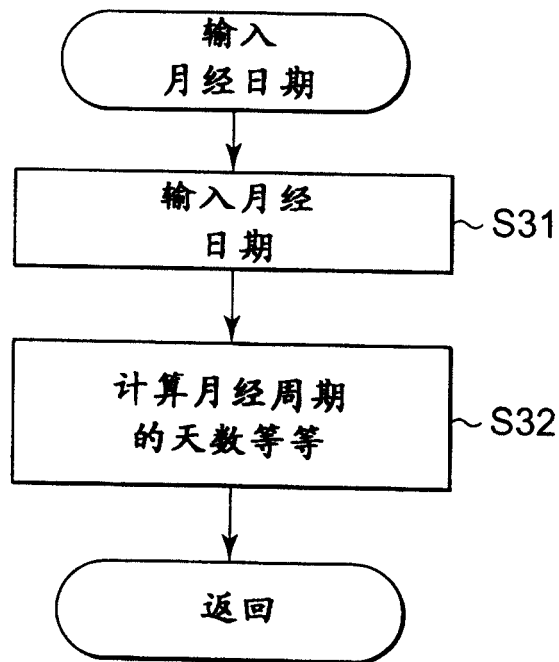 输入
月经日期
输入月经
日期
~S31
计算月经周期
的天数等等
~S32
返回